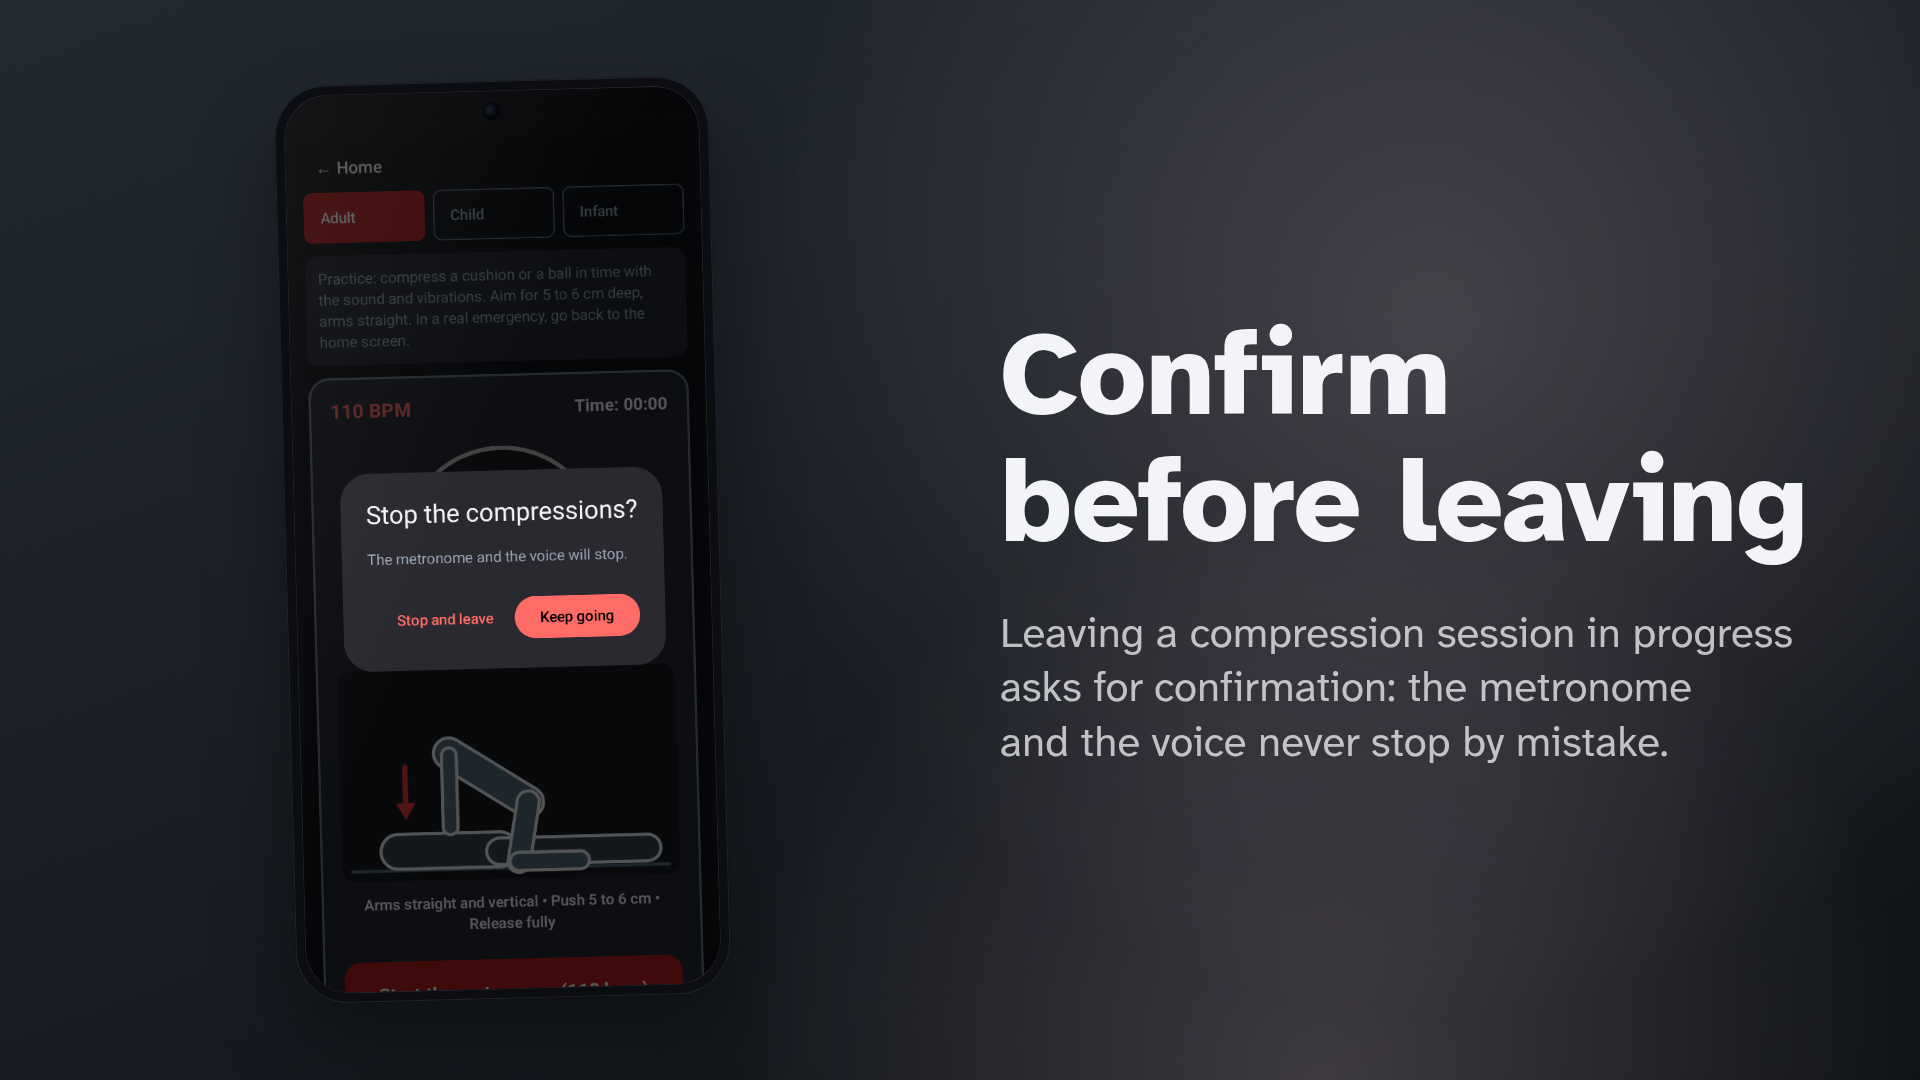 ← Home
Adult
Child
Infant
Practice: compress a cushion or a ball in time with
the sound and vibrations. Aim for 5 to 6 cm deep,
arms straight. In a real emergency, go back to the
home screen.
110 BPM
Time: 00:00
Stop the compressions?
The metronome and the voice will stop.
Stop and leave
Keep going
Arms straight and vertical • Push 5 to 6 cm •
Release fully
Confirm
before leaving
Leaving a compression session in progress
asks for confirmation: the metronome
and the voice never stop by mistake.